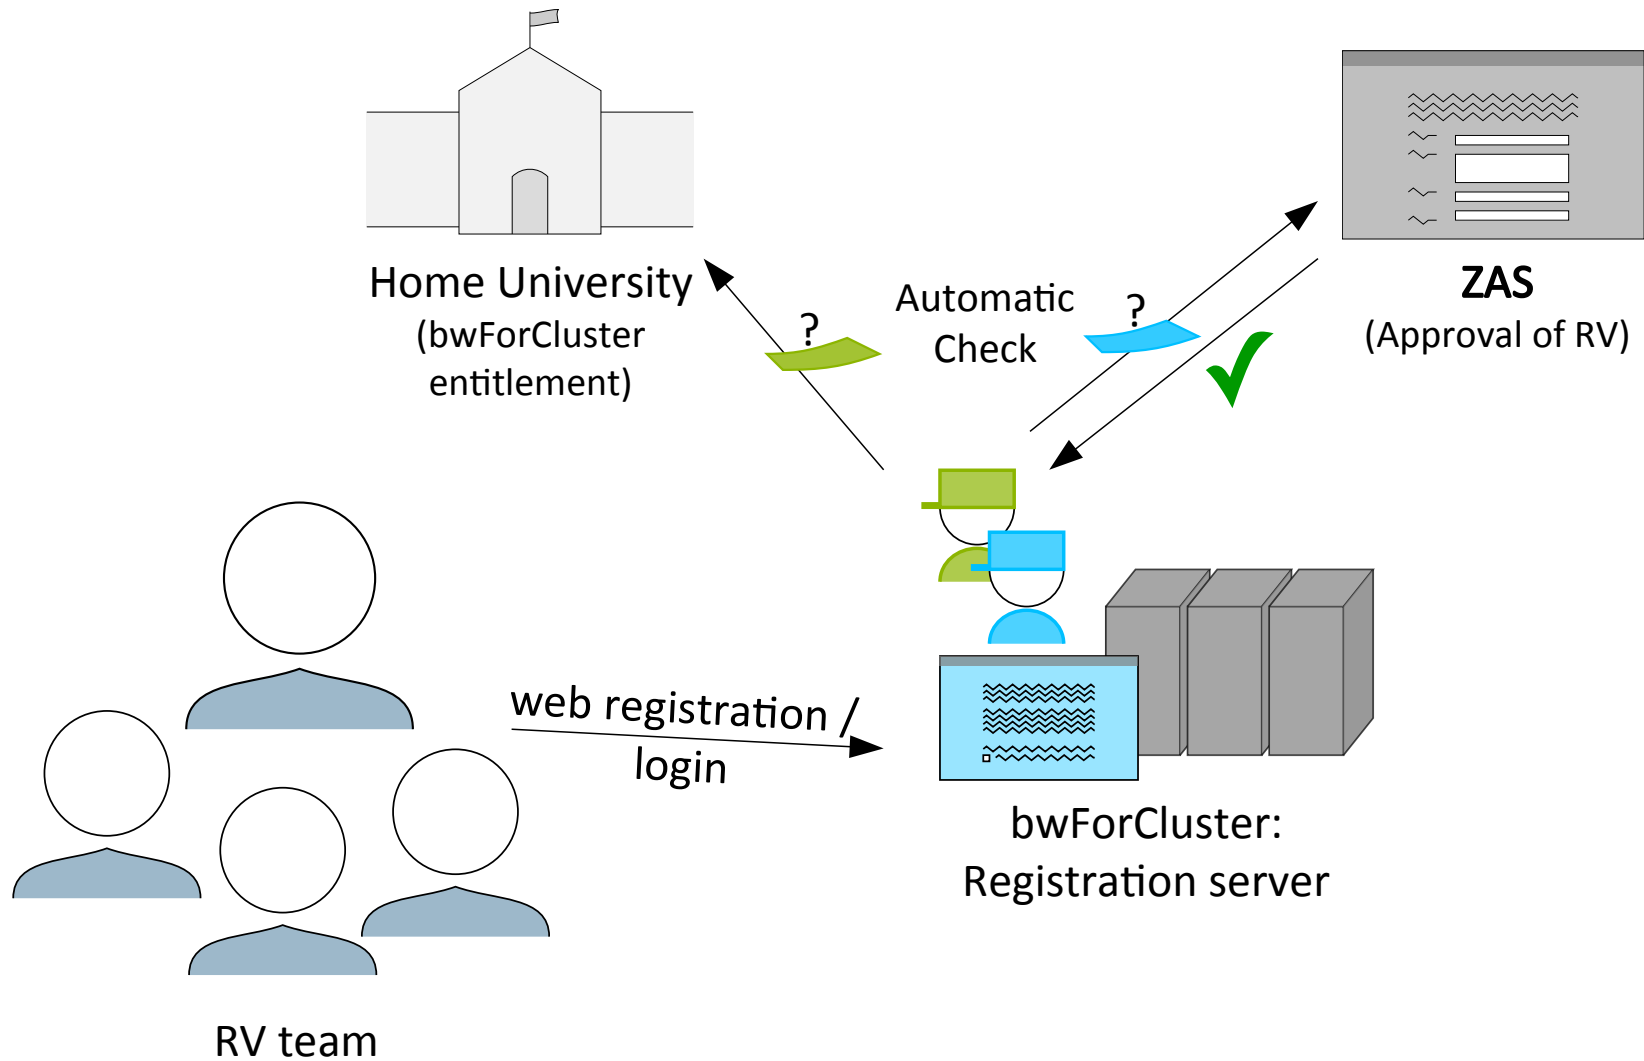 Home University
(bwForCluster
entitlement)
?
Automatic
Check
?
ZAS
(Approval of RV)
web registration /
login
bwForCluster:
Registration server
RV team